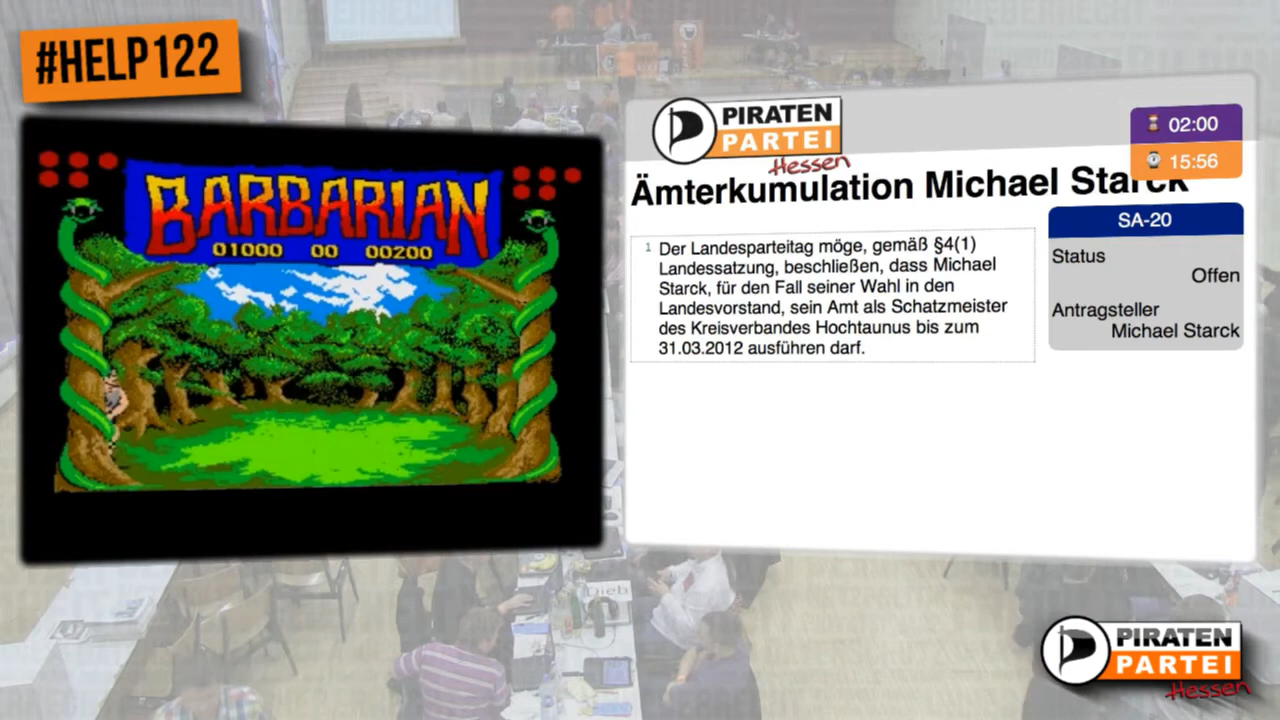 #HELP122
BARBARIAN
01000 00 00200
PIRATEN
PARTEI
Hessen
02:00
15:56
Ämterkumulation Michael Starck
1 Der Landesparteitag möge, gemäß §4(1)
Landessatzung, beschließen, dass Michael
Starck, für den Fall seiner Wahl in den
Landesvorstand, sein Amt als Schatzmeister
des Kreisverbandes Hochtaunus bis zum
31.03.2012 ausführen darf.
SA-20
Status
Offen
Antragsteller
Michael Starck
Dieb
PIRATEN
PARTEI
Hessen